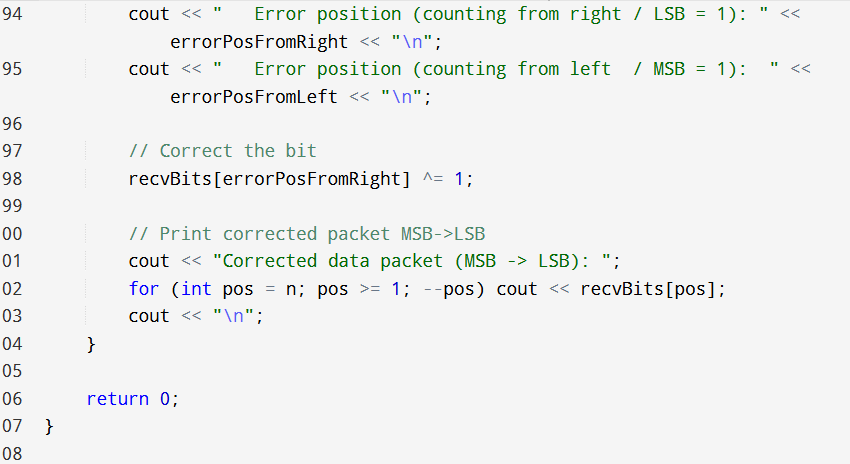 94        cout << "   Error position (counting from right / LSB = 1): " <<
            errorPosFromRight << "\n";
95        cout << "   Error position (counting from left  / MSB = 1):  " <<
            errorPosFromLeft << "\n";
96
97        // Correct the bit
98        recvBits[errorPosFromRight] ^= 1;
99
00        // Print corrected packet MSB->LSB
01        cout << "Corrected data packet (MSB -> LSB): ";
02        for (int pos = n; pos >= 1; --pos) cout << recvBits[pos];
03        cout << "\n";
04    }
05
06    return 0;
07 }
08